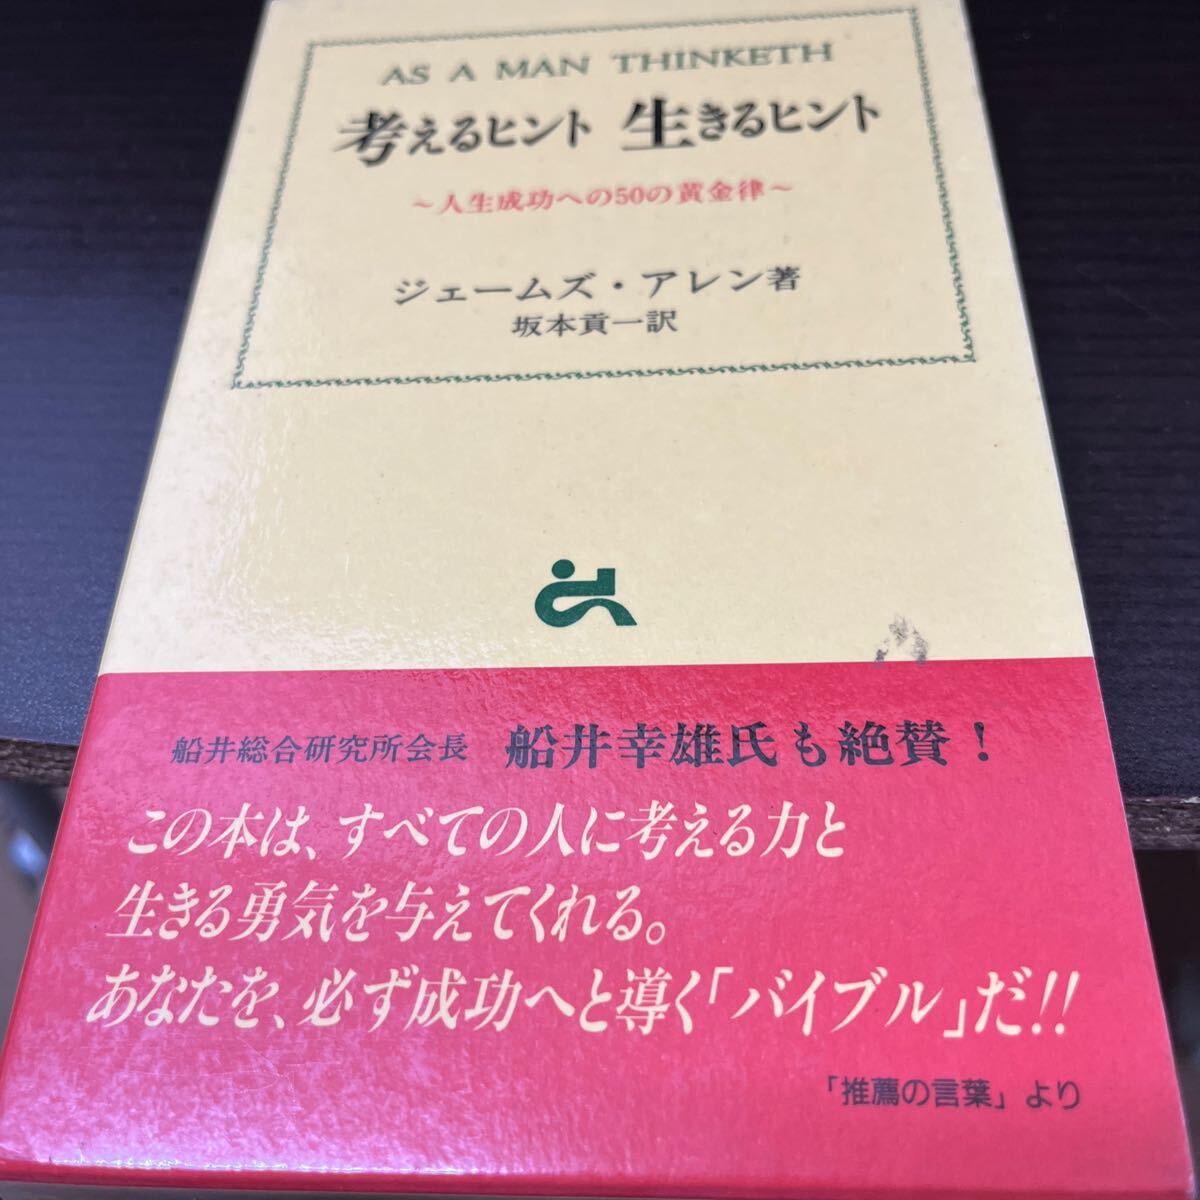 AS A MAN THINKETH
考えるヒント 生きるヒント
～人生成功への50の黄金律～
ジェームズ・アレン著
坂本貢一訳
船井総合研究所会長 船井幸雄氏も絶賛！
この本は、すべての人に考える力と
生きる勇気を与えてくれる。
あなたを、必ず成功へと導く「バイブル」だ!!
「推薦の言葉」より